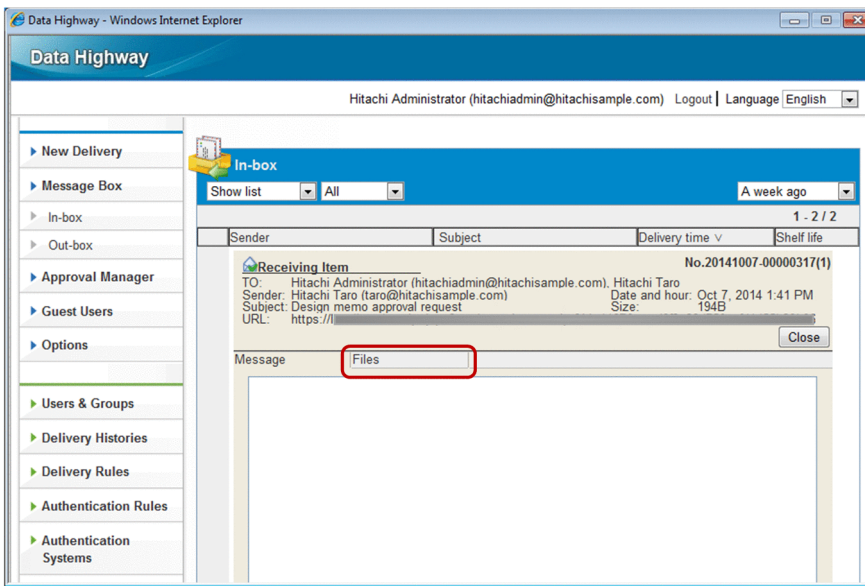 Data Highway - Windows Internet Explorer
Data Highway
Hitachi Administrator (hitachiadmin@hitachisample.com) Logout | Language English
New Delivery
Message Box
In-box
Out-box
Approval Manager
Guest Users
Options
Users & Groups
Delivery Histories
Delivery Rules
Authentication Rules
Authentication
Systems
In-box
Show list All A week ago
1 - 2 / 2
Sender Subject Delivery time ∨ Shelf life
Receiving Item No.20141007-00000317(1)
TO: Hitachi Administrator (hitachiadmin@hitachisample.com), Hitachi Taro
Sender: Hitachi Taro (taro@hitachisample.com) Date and hour: Oct 7, 2014 1:41 PM
Subject: Design memo approval request Size: 194B
URL: https://
Close
Message Files